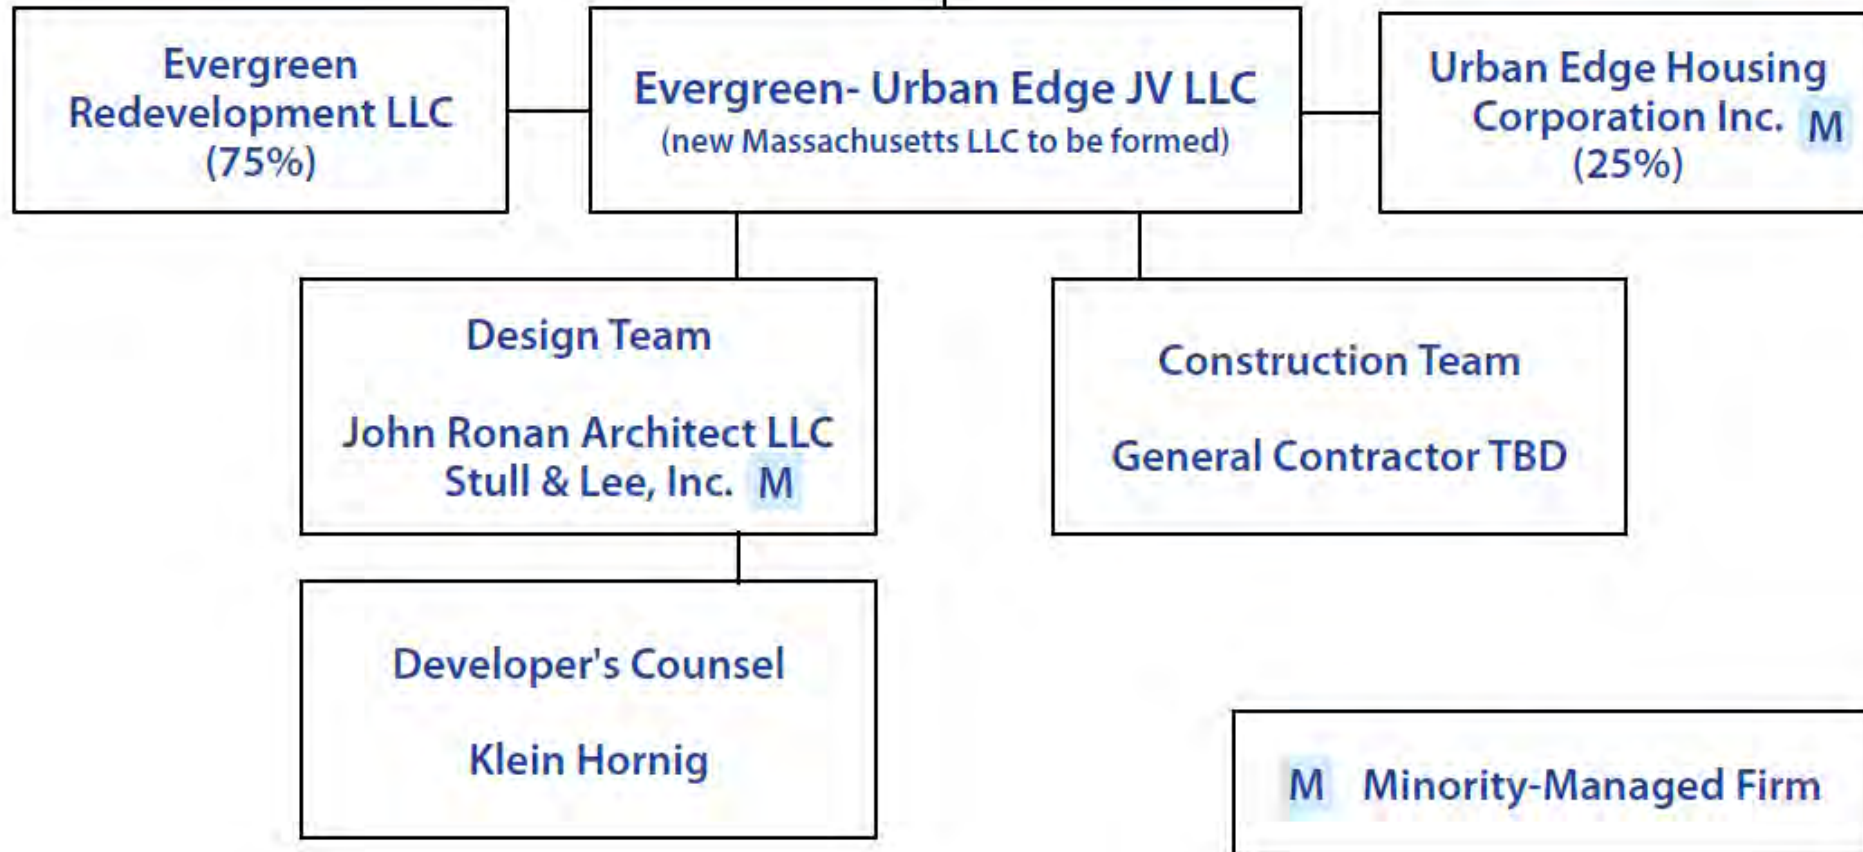 Evergreen
Redevelopment LLC
(75%)
Evergreen- Urban Edge JV LLC
(new Massachusetts LLC to be formed)
Urban Edge Housing
Corporation Inc. M
(25%)
Design Team
John Ronan Architect LLC
Stull & Lee, Inc. M
Construction Team
General Contractor TBD
Developer's Counsel
Klein Hornig
M Minority-Managed Firm